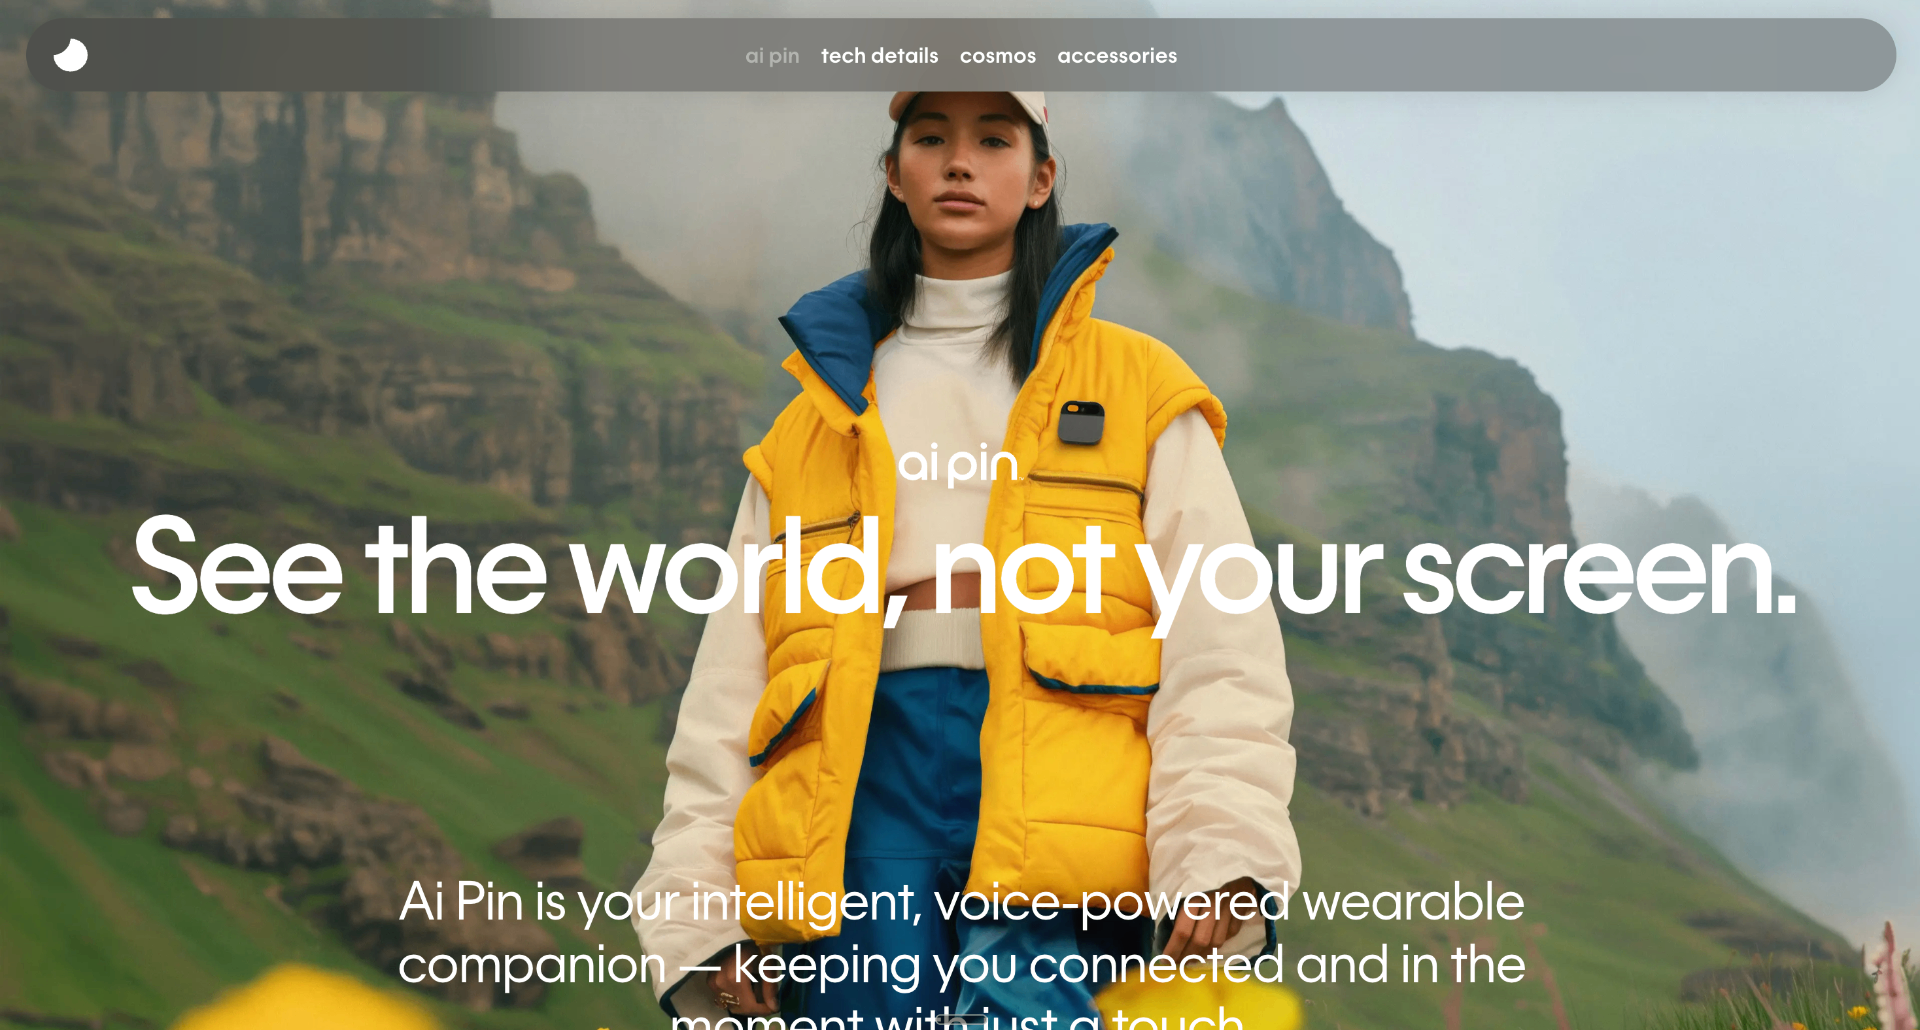 ai pin tech details cosmos accessories
ai pin
See the world, not your screen.
Ai Pin is your intelligent, voice-powered wearable
companion — keeping you connected and in the
moment with just a touch.